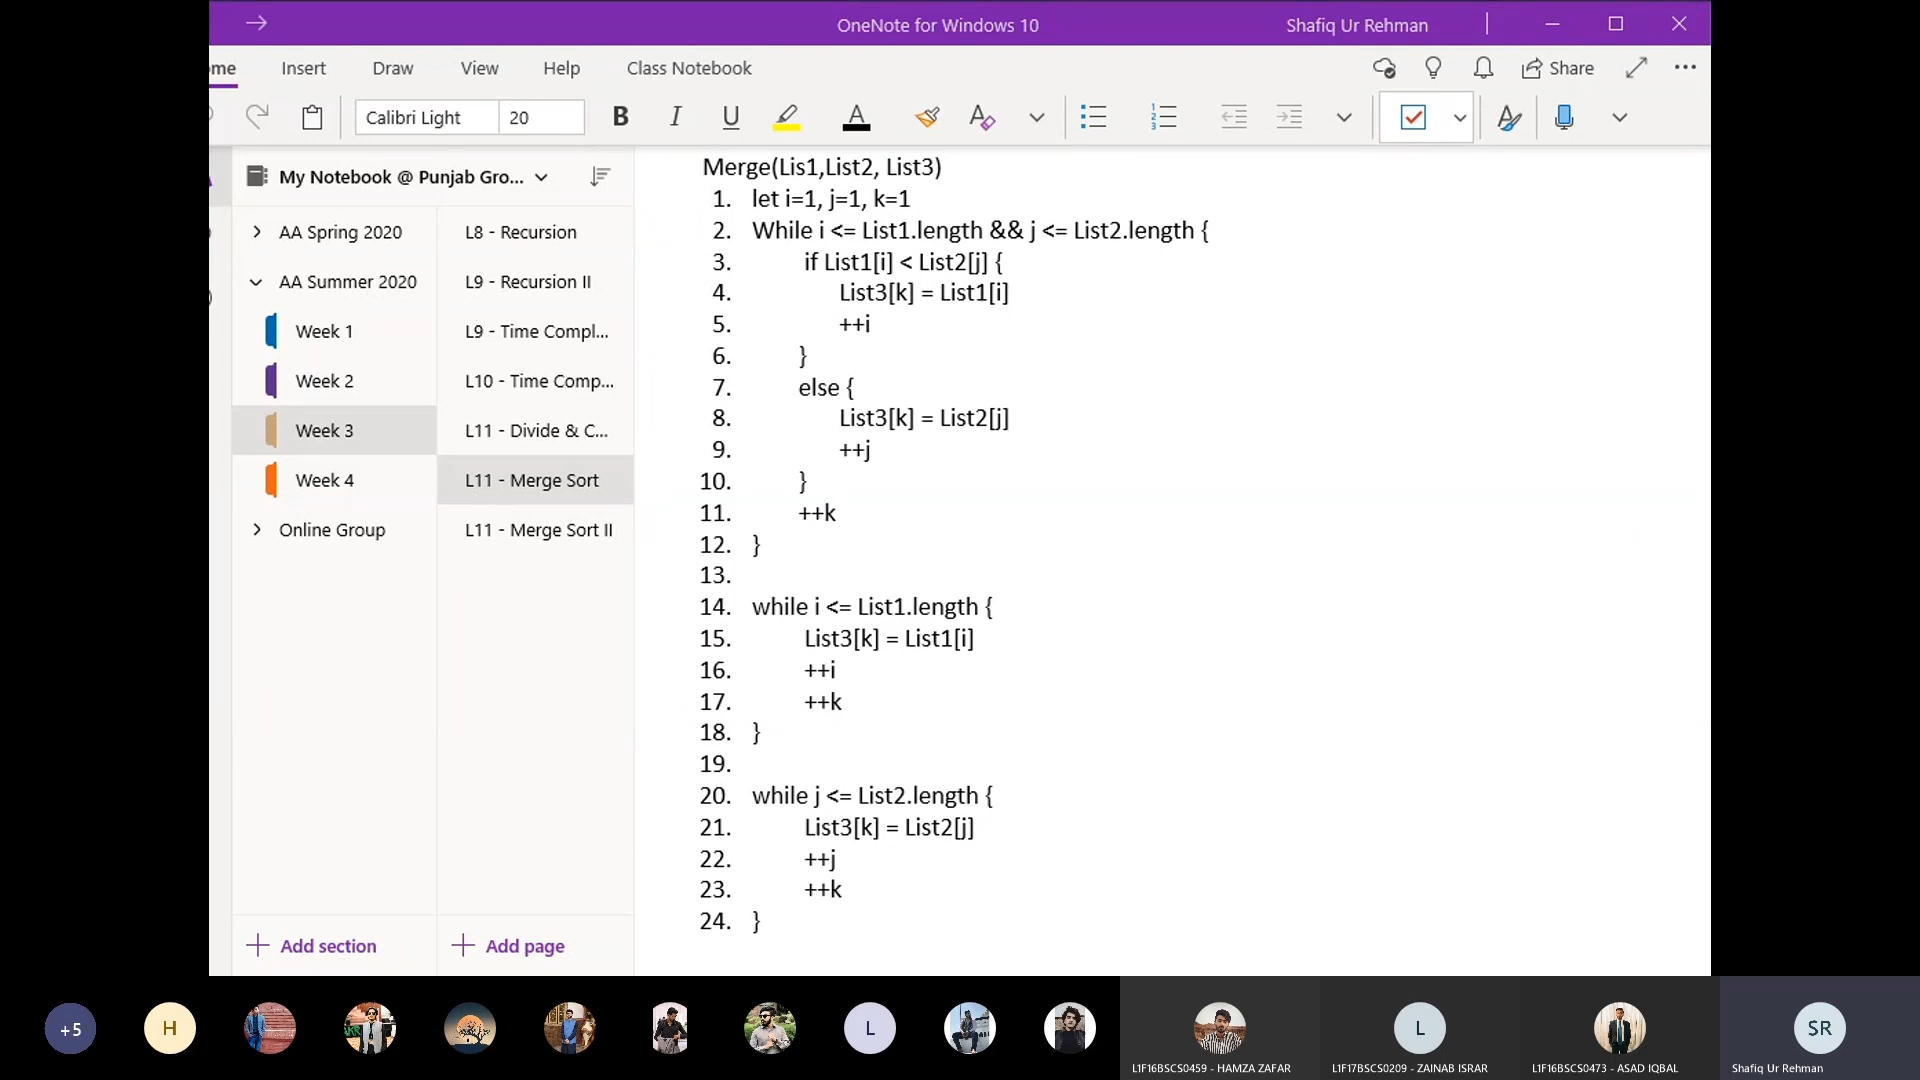 OneNote for Windows 10
Shafiq Ur Rehman
ome Insert Draw View Help Class Notebook
Share
Calibri Light 20 B I U A A
My Notebook @ Punjab Gro...
AA Spring 2020
AA Summer 2020
Week 1
Week 2
Week 3
Week 4
Online Group
Add section
L8 - Recursion
L9 - Recursion II
L9 - Time Compl...
L10 - Time Comp...
L11 - Divide & C...
L11 - Merge Sort
L11 - Merge Sort II
Add page
Merge(Lis1,List2, List3)
1. let i=1, j=1, k=1
2. While i <= List1.length && j <= List2.length {
3. if List1[i] < List2[j] {
4. List3[k] = List1[i]
5. ++i
6. }
7. else {
8. List3[k] = List2[j]
9. ++j
10. }
11. ++k
12. }
13.
14. while i <= List1.length {
15. List3[k] = List1[i]
16. ++i
17. ++k
18. }
19.
20. while j <= List2.length {
21. List3[k] = List2[j]
22. ++j
23. ++k
24. }
+5
H
L
L
SR
L1F16BSCS0459 - HAMZA ZAFAR
L1F17BSCS0209 - ZAINAB ISRAR
L1F16BSCS0473 - ASAD IQBAL
Shafiq Ur Rehman